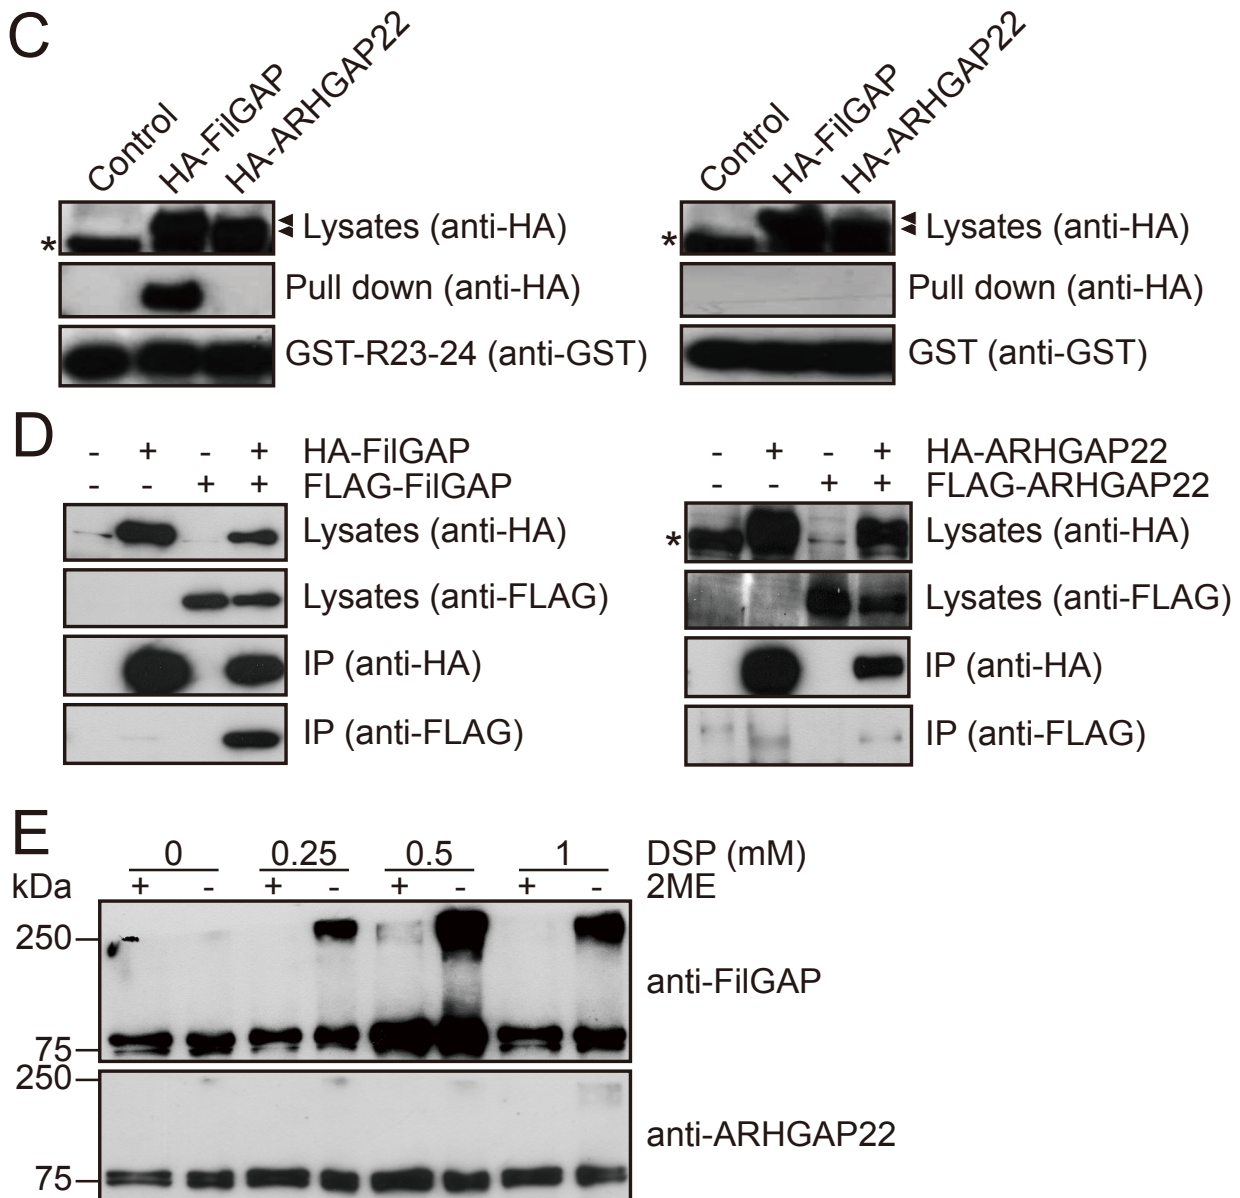 C
Control HA-FilGAP HA-ARHGAP22
* Lysates (anti-HA)
Pull down (anti-HA)
GST-R23-24 (anti-GST)
Control HA-FilGAP HA-ARHGAP22
* Lysates (anti-HA)
Pull down (anti-HA)
GST (anti-GST)
D
- + - + HA-FilGAP
- - + + FLAG-FilGAP
Lysates (anti-HA)
Lysates (anti-FLAG)
IP (anti-HA)
IP (anti-FLAG)
- + - + HA-ARHGAP22
- - + + FLAG-ARHGAP22
* Lysates (anti-HA)
Lysates (anti-FLAG)
IP (anti-HA)
IP (anti-FLAG)
E
0 0.25 0.5 1 DSP (mM)
kDa + - + - + - + - 2ME
250
anti-FilGAP
75
250
anti-ARHGAP22
75